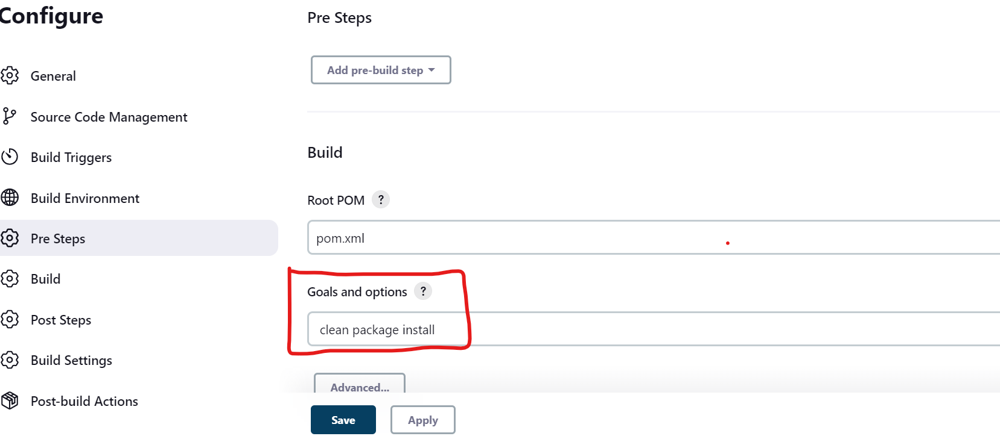 Configure
General
Source Code Management
Build Triggers
Build Environment
Pre Steps
Build
Post Steps
Build Settings
Post-build Actions
Pre Steps
Add pre-build step
Build
Root POM ?
pom.xml
Goals and options ?
clean package install
Advanced...
Save Apply